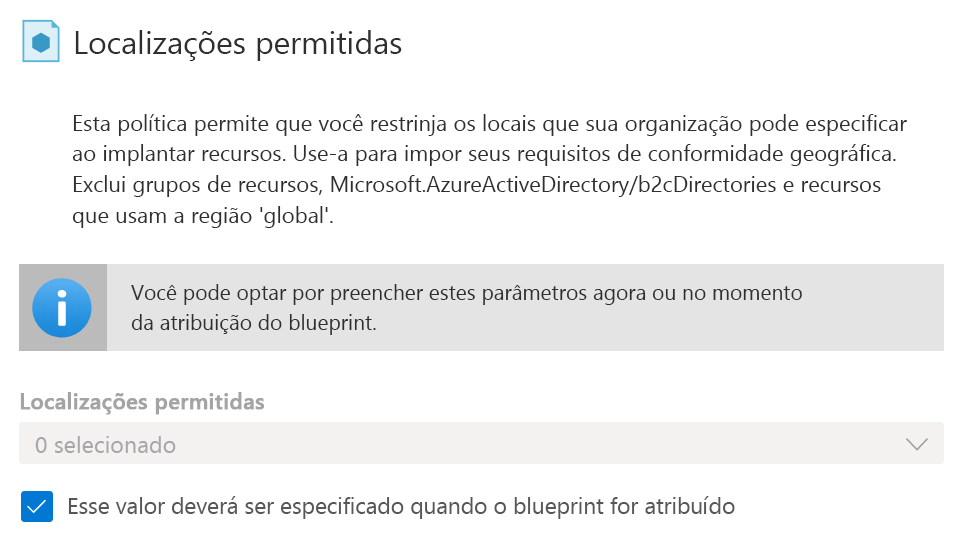 Localizações permitidas
Esta política permite que você restrinja os locais que sua organização pode especificar
ao implantar recursos. Use-a para impor seus requisitos de conformidade geográfica.
Exclui grupos de recursos, Microsoft.AzureActiveDirectory/b2cDirectories e recursos
que usam a região 'global'.
Você pode optar por preencher estes parâmetros agora ou no momento
da atribuição do blueprint.
Localizações permitidas
0 selecionado
Esse valor deverá ser especificado quando o blueprint for atribuído